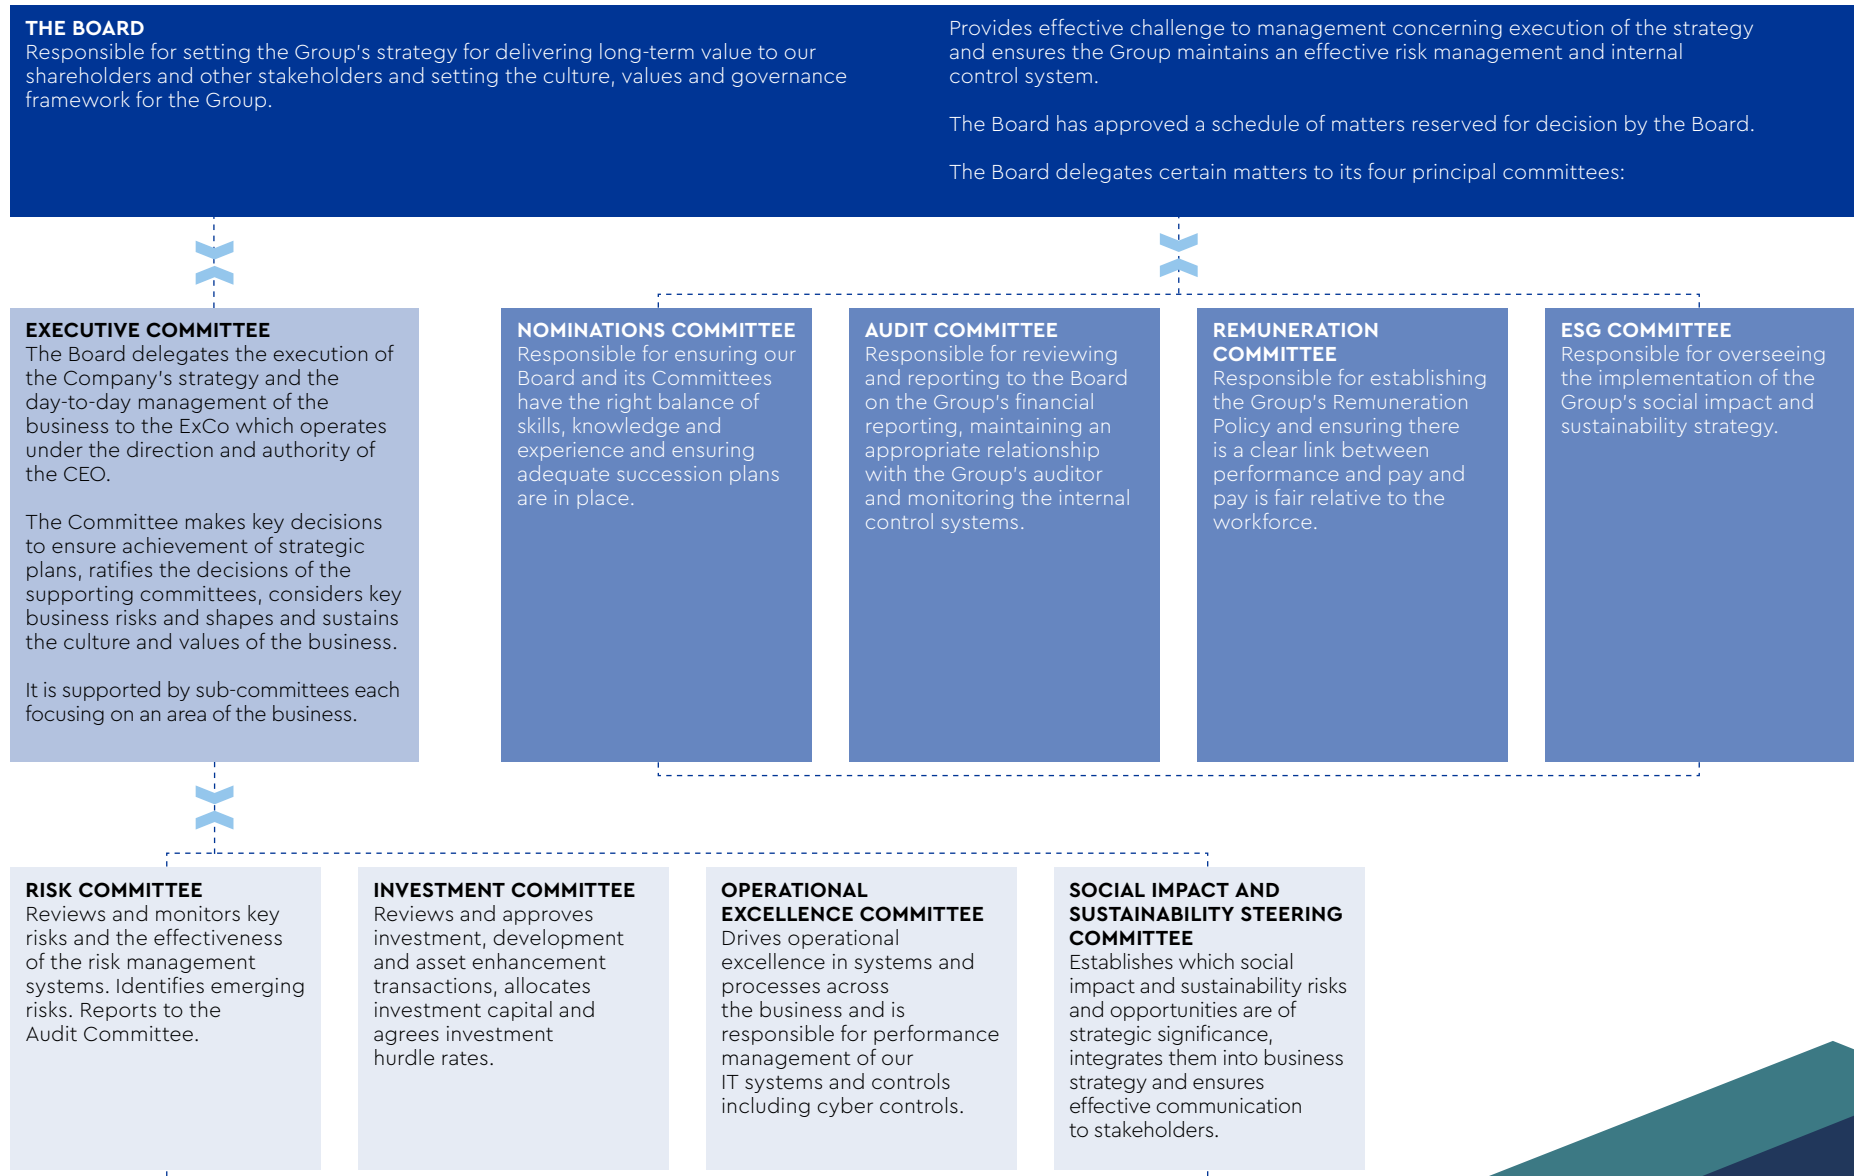 THE BOARD
Responsible for setting the Group's strategy for delivering long-term value to our
shareholders and other stakeholders and setting the culture, values and governance
framework for the Group.
Provides effective challenge to management concerning execution of the strategy
and ensures the Group maintains an effective risk management and internal
control system.
The Board has approved a schedule of matters reserved for decision by the Board.
The Board delegates certain matters to its four principal committees:
EXECUTIVE COMMITTEE
The Board delegates the execution of
the Company's strategy and the
day-to-day management of the
business to the ExCo which operates
under the direction and authority of
the CEO.
The Committee makes key decisions
to ensure achievement of strategic
plans, ratifies the decisions of the
supporting committees, considers key
business risks and shapes and sustains
the culture and values of the business.
It is supported by sub-committees each
focusing on an area of the business.
NOMINATIONS COMMITTEE
Responsible for ensuring our
Board and its Committees
have the right balance of
skills, knowledge and
experience and ensuring
adequate succession plans
are in place.
AUDIT COMMITTEE
Responsible for reviewing
and reporting to the Board
on the Group's financial
reporting, maintaining an
appropriate relationship
with the Group's auditor
and monitoring the internal
control systems.
REMUNERATION
COMMITTEE
Responsible for establishing
the Group's Remuneration
Policy and ensuring there
is a clear link between
performance and pay and
pay is fair relative to the
workforce.
ESG COMMITTEE
Responsible for overseeing
the implementation of the
Group's social impact and
sustainability strategy.
RISK COMMITTEE
Reviews and monitors key
risks and the effectiveness
of the risk management
systems. Identifies emerging
risks. Reports to the
Audit Committee.
INVESTMENT COMMITTEE
Reviews and approves
investment, development
and asset enhancement
transactions, allocates
investment capital and
agrees investment
hurdle rates.
OPERATIONAL
EXCELLENCE COMMITTEE
Drives operational
excellence in systems and
processes across
the business and is
responsible for performance
management of our
IT systems and controls
including cyber controls.
SOCIAL IMPACT AND
SUSTAINABILITY STEERING
COMMITTEE
Establishes which social
impact and sustainability risks
and opportunities are of
strategic significance,
integrates them into business
strategy and ensures
effective communication
to stakeholders.